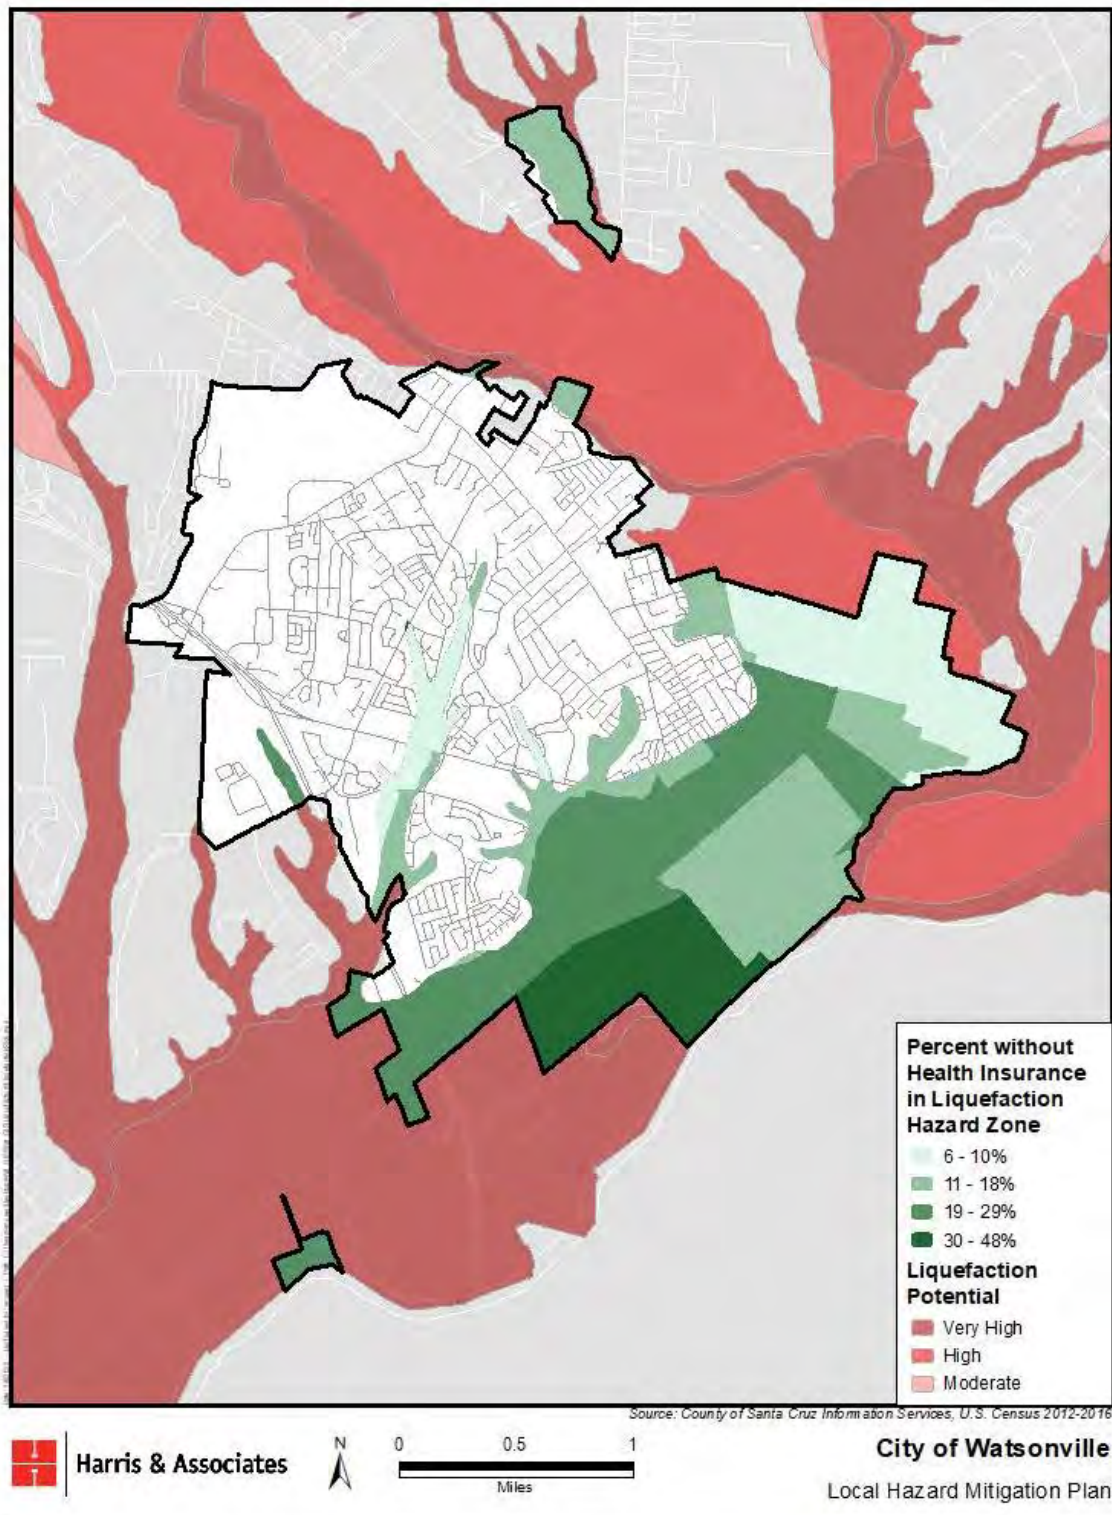 Percent without
Health Insurance
in Liquefaction
Hazard Zone
6 - 10%
11 - 18%
19 - 29%
30 - 48%
Liquefaction
Potential
Very High
High
Moderate
Source: County of Santa Cruz Information Services, U.S. Census 2012-2016
Harris & Associates
N
0 0.5 1
Miles
City of Watsonville
Local Hazard Mitigation Plan